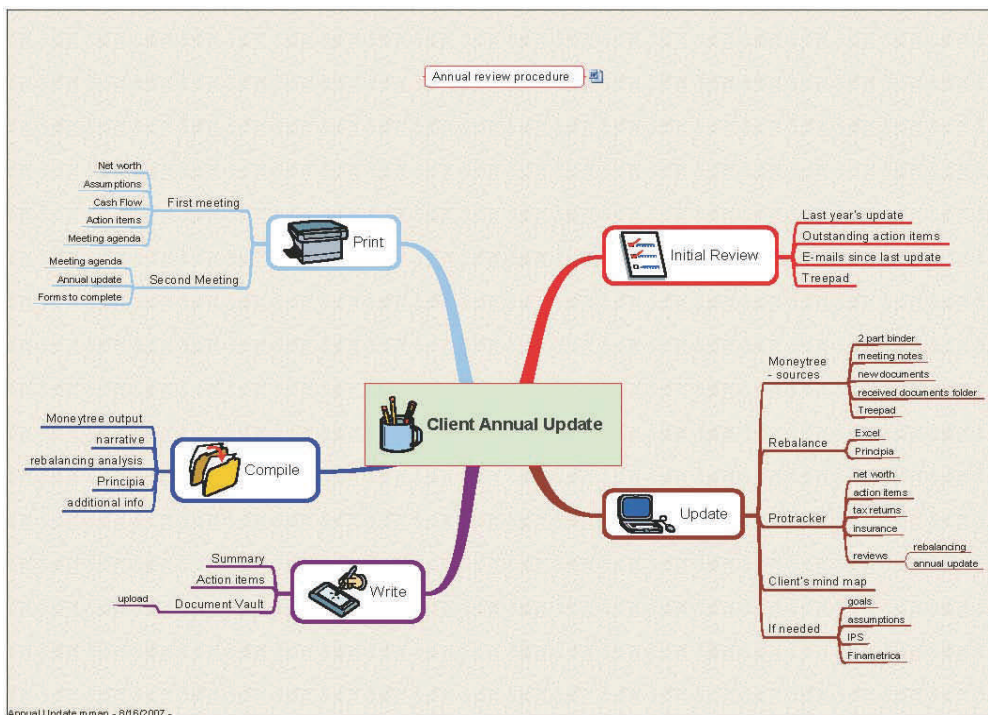 Annual review procedure
Net worth
Assumptions
Cash Flow
Action items
Meeting agenda
First meeting
Meeting agenda
Annual update
Forms to complete
Second Meeting
Print
Initial Review
Last year's update
Outstanding action items
E-mails since last update
Treepad
Client Annual Update
Moneytree output
narrative
rebalancing analysis
Principia
additional info
Compile
Summary
Action items
upload
Document Vault
Write
Update
Moneytree
- sources
2 part binder
meeting notes
new documents
received documents folder
Treepad
Rebalance
Excel
Principia
Protracker
net worth
action items
tax returns
insurance
reviews
rebalancing
annual update
Client's mind map
If needed
goals
assumptions
IPS
Finametrica
Annual Update.mmap - 8/16/2007 -